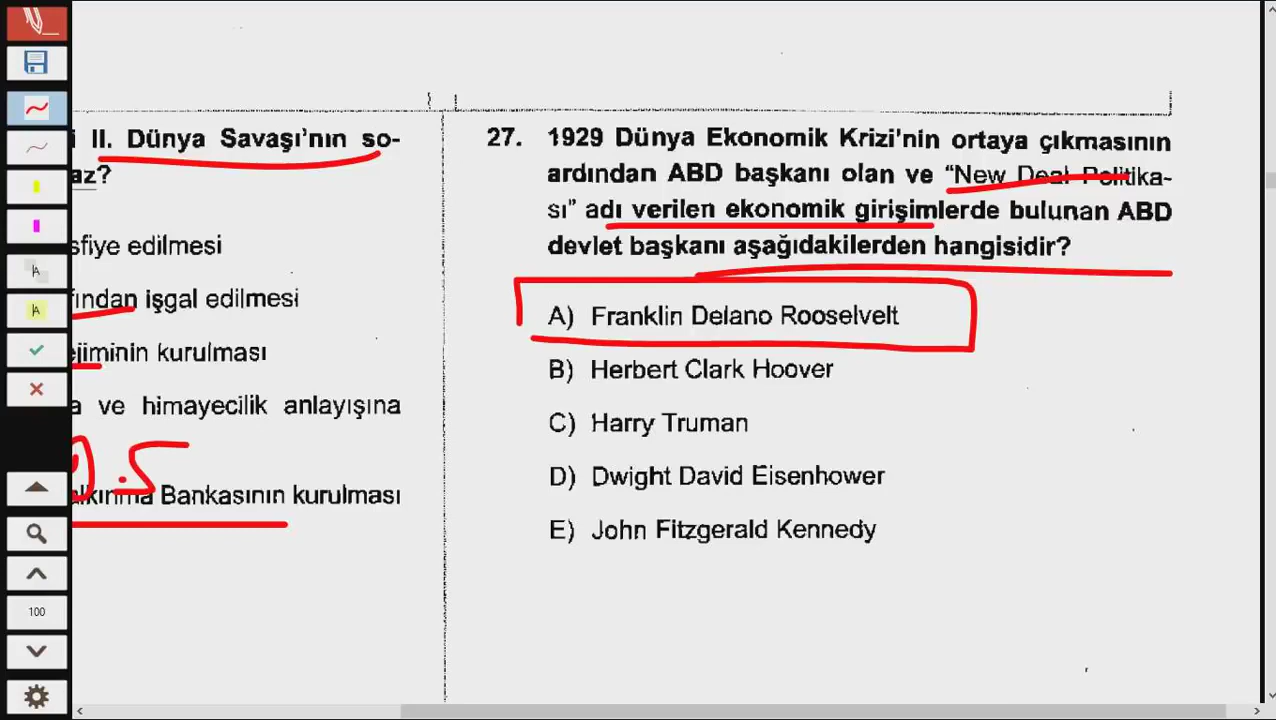 i II. Dünya Savaşı’nın so-
az?
sfiye edilmesi
fından işgal edilmesi
ejiminin kurulması
a ve himayecilik anlayışına
.5
alkınma Bankasının kurulması
27. 1929 Dünya Ekonomik Krizi’nin ortaya çıkmasının
ardından ABD başkanı olan ve “New Deal Politika-
sı” adı verilen ekonomik girişimlerde bulunan ABD
devlet başkanı aşağıdakilerden hangisidir?
A) Franklin Delano Rooselvelt
B) Herbert Clark Hoover
C) Harry Truman
D) Dwight David Eisenhower
E) John Fitzgerald Kennedy
A
A
100